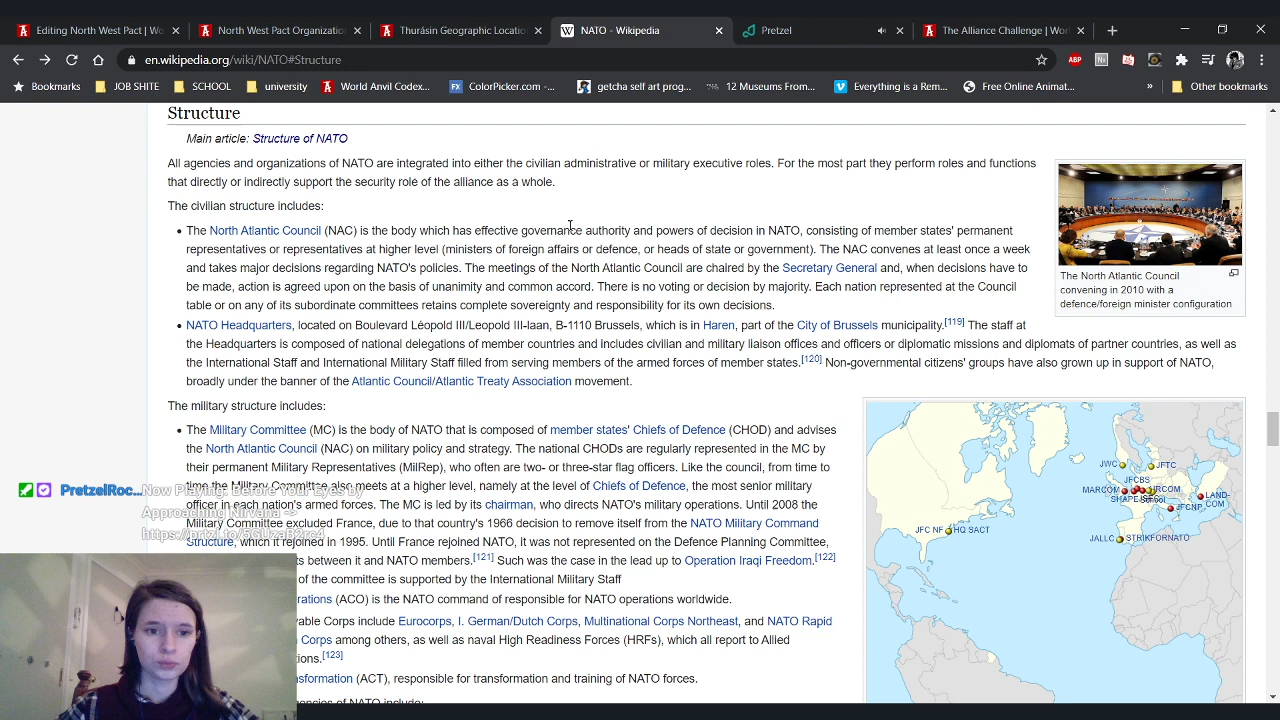 Editing North West Pact | Wo
North West Pact Organization
Thurásin Geographic Location
NATO - Wikipedia
Pretzel
The Alliance Challenge | Worl
en.wikipedia.org/wiki/NATO#Structure
Bookmarks
JOB SHITE
SCHOOL
university
World Anvil Codex...
ColorPicker.com -...
getcha self art prog...
12 Museums From...
Everything is a Rem...
Free Online Animat...
Other bookmarks
Structure
Main article: Structure of NATO
All agencies and organizations of NATO are integrated into either the civilian administrative or military executive roles. For the most part they perform roles and functions
that directly or indirectly support the security role of the alliance as a whole.
The civilian structure includes:
The North Atlantic Council (NAC) is the body which has effective governance authority and powers of decision in NATO, consisting of member states' permanent
representatives or representatives at higher level (ministers of foreign affairs or defence, or heads of state or government). The NAC convenes at least once a week
and takes major decisions regarding NATO's policies. The meetings of the North Atlantic Council are chaired by the Secretary General and, when decisions have to
be made, action is agreed upon on the basis of unanimity and common accord. There is no voting or decision by majority. Each nation represented at the Council
table or on any of its subordinate committees retains complete sovereignty and responsibility for its own decisions.
The North Atlantic Council
convening in 2010 with a
defence/foreign minister configuration
NATO Headquarters, located on Boulevard Léopold III/Leopold III-laan, B-1110 Brussels, which is in Haren, part of the City of Brussels municipality.[119] The staff at
the Headquarters is composed of national delegations of member countries and includes civilian and military liaison offices and officers or diplomatic missions and diplomats of partner countries, as well as
the International Staff and International Military Staff filled from serving members of the armed forces of member states.[120] Non-governmental citizens' groups have also grown up in support of NATO,
broadly under the banner of the Atlantic Council/Atlantic Treaty Association movement.
The military structure includes:
The Military Committee (MC) is the body of NATO that is composed of member states' Chiefs of Defence (CHOD) and advises
the North Atlantic Council (NAC) on military policy and strategy. The national CHODs are regularly represented in the MC by
their permanent Military Representatives (MilRep), who often are two- or three-star flag officers. Like the council, from time to
time the Military Committee also meets at a higher level, namely at the level of Chiefs of Defence, the most senior military
officer in each nation's armed forces. The MC is led by its chairman, who directs NATO's military operations. Until 2008 the
Military Committee excluded France, due to that country's 1966 decision to remove itself from the NATO Military Command
Structure, which it rejoined in 1995. Until France rejoined NATO, it was not represented on the Defence Planning Committee,
ts between it and NATO members.[121] Such was the case in the lead up to Operation Iraqi Freedom.[122]
of the committee is supported by the International Military Staff
erations (ACO) is the NATO command of responsible for NATO operations worldwide.
yable Corps include Eurocorps, I. German/Dutch Corps, Multinational Corps Northeast, and NATO Rapid
Corps among others, as well as naval High Readiness Forces (HRFs), which all report to Allied
tions.[123]
nsformation (ACT), responsible for transformation and training of NATO forces.
encies of NATO include:
PretzelRoc...
Now Playing: Before Your Eyes by
Approaching Nirvana =>
JWC
JFTC
JFCBS
MARCOM
SHAPE
LAND-
COM
JFCNP
JFC NF
HQ SACT
JALLC
STRIKFORNATO
ABP